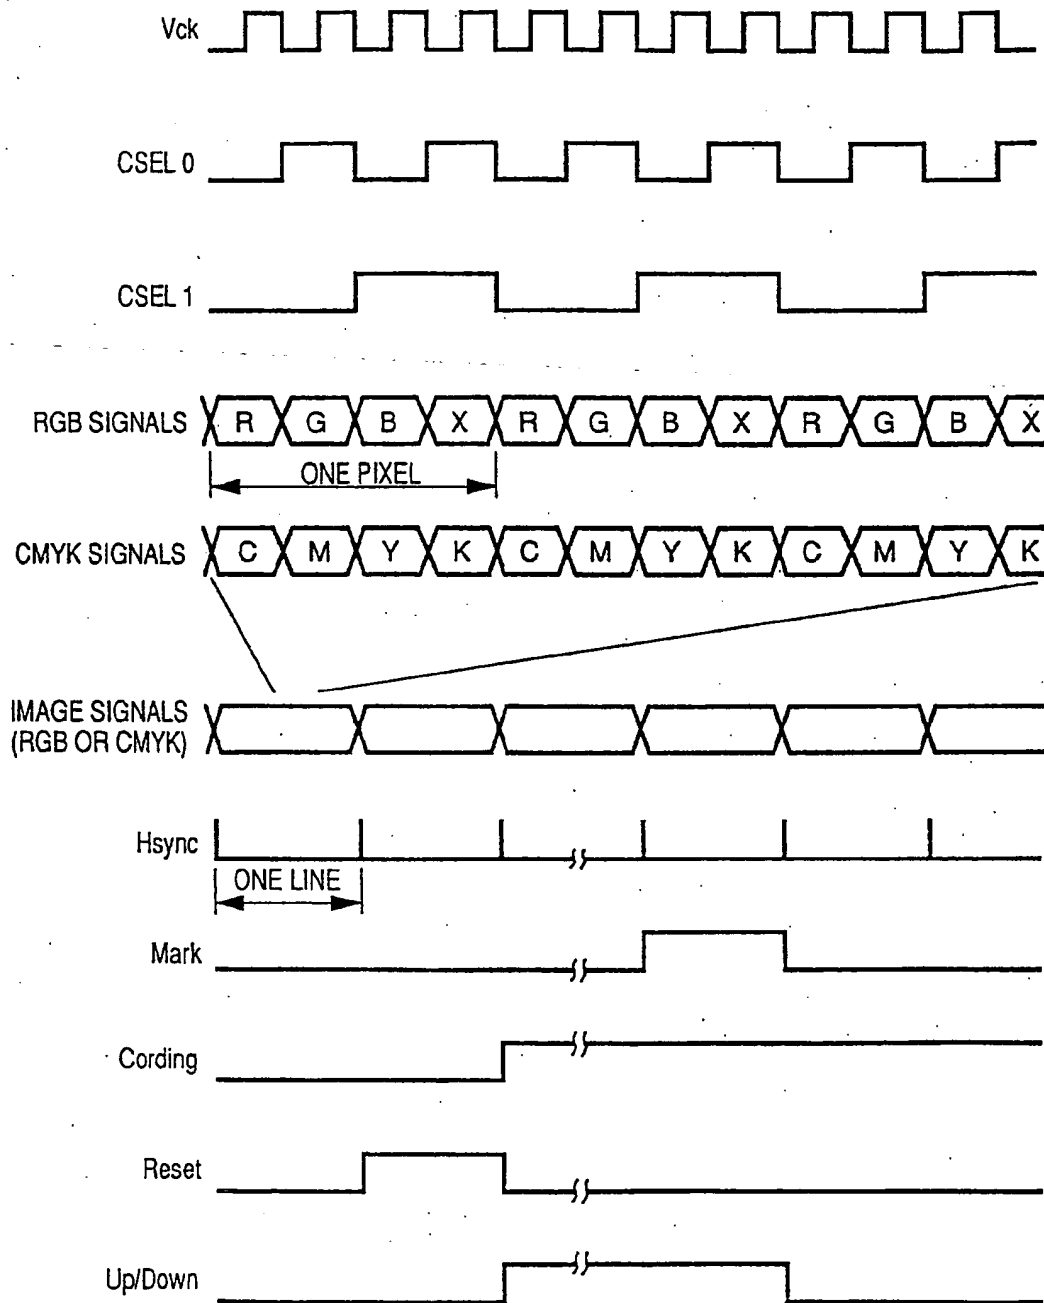 Vck
CSEL 0
CSEL 1
RGB SIGNALS R G B X R G B X R G B X
ONE PIXEL
CMYK SIGNALS C M Y K C M Y K C M Y K
IMAGE SIGNALS
(RGB OR CMYK)
Hsync
ONE LINE
Mark
Cording
Reset
Up/Down